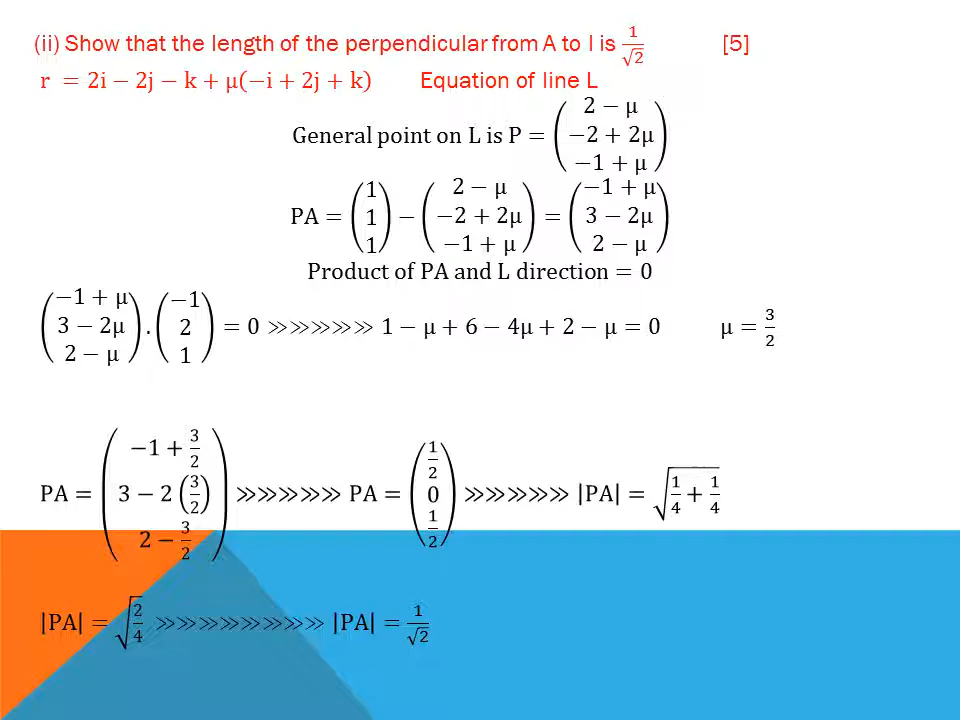 (ii) Show that the length of the perpendicular from A to l is 1/√2 [5]
r = 2i − 2j − k + μ(−i + 2j + k) Equation of line L
General point on L is P = (2 − μ, −2 + 2μ, −1 + μ)
PA = (1, 1, 1) − (2 − μ, −2 + 2μ, −1 + μ) = (−1 + μ, 3 − 2μ, 2 − μ)
Product of PA and L direction = 0
(−1 + μ, 3 − 2μ, 2 − μ) . (−1, 2, 1) = 0 ≫≫≫≫≫ 1 − μ + 6 − 4μ + 2 − μ = 0 μ = 3/2
PA = (−1 + 3/2, 3 − 2(3/2), 2 − 3/2) ≫≫≫≫≫ PA = (1/2, 0, 1/2) ≫≫≫≫≫ |PA| = √(1/4 + 1/4)
|PA| = √(2/4) ≫≫≫≫≫≫≫≫ |PA| = 1/√2